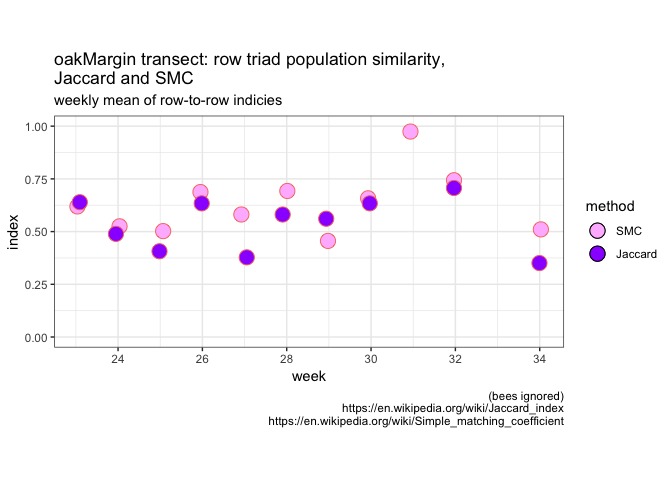 oakMargin transect: row triad population similarity,
Jaccard and SMC
weekly mean of row-to-row indicies
1.00
0.75
0.50
0.25
0.00
index
24 26 28 30 32 34
week
method
SMC
Jaccard
(bees ignored)
https://en.wikipedia.org/wiki/Jaccard_index
https://en.wikipedia.org/wiki/Simple_matching_coefficient